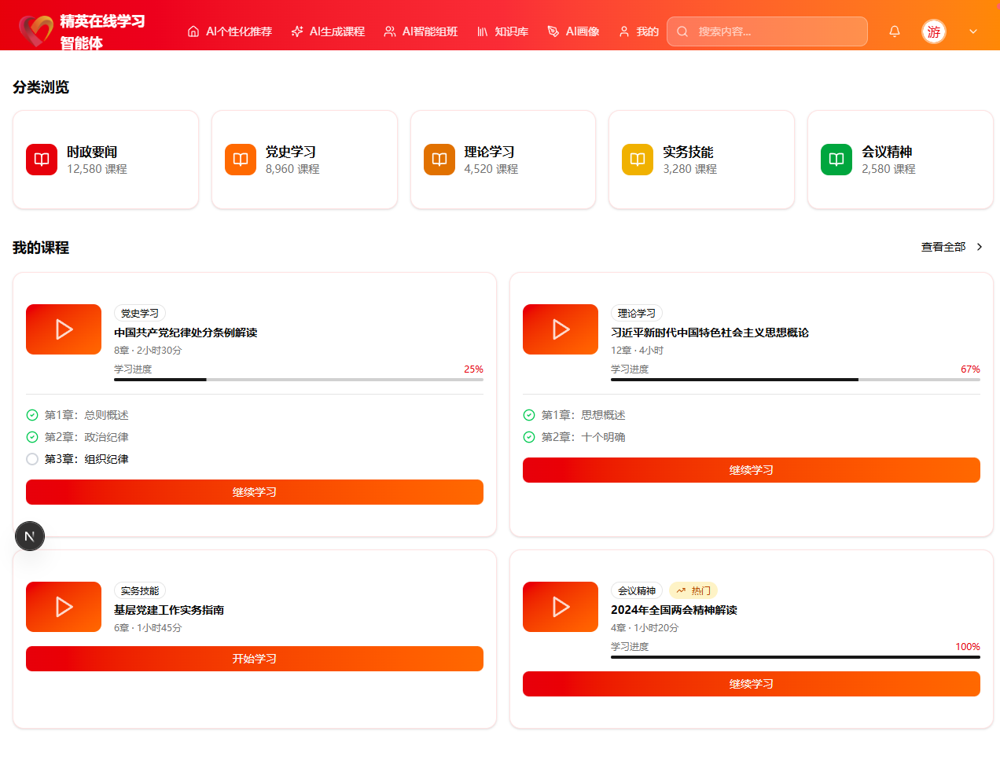 精英在线学习
智能体
AI个性化推荐
AI生成课程
AI智能组班
知识库
AI画像
我的
搜索内容...
游
分类浏览
时政要闻
12,580 课程
党史学习
8,960 课程
理论学习
4,520 课程
实务技能
3,280 课程
会议精神
2,580 课程
我的课程
查看全部
党史学习
中国共产党纪律处分条例解读
8章 · 2小时30分
学习进度 25%
第1章：总则概述
第2章：政治纪律
第3章：组织纪律
继续学习
理论学习
习近平新时代中国特色社会主义思想概论
12章 · 4小时
学习进度 67%
第1章：思想概述
第2章：十个明确
继续学习
N
实务技能
基层党建工作实务指南
6章 · 1小时45分
开始学习
会议精神 热门
2024年全国两会精神解读
4章 · 1小时20分
学习进度 100%
继续学习